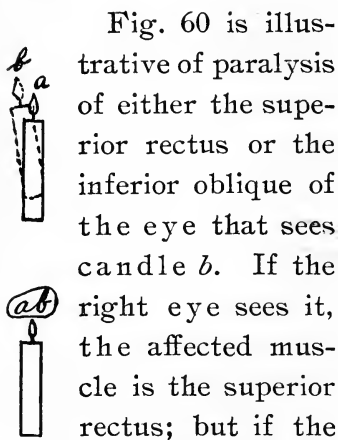 Fig. 60 is illus-
trative of paralysis
of either the supe-
rior rectus or the
inferior oblique of
the eye that sees
candle b. If the
right eye sees it,
the affected mus-
cle is the superior
rectus; but if the
b
a
ab